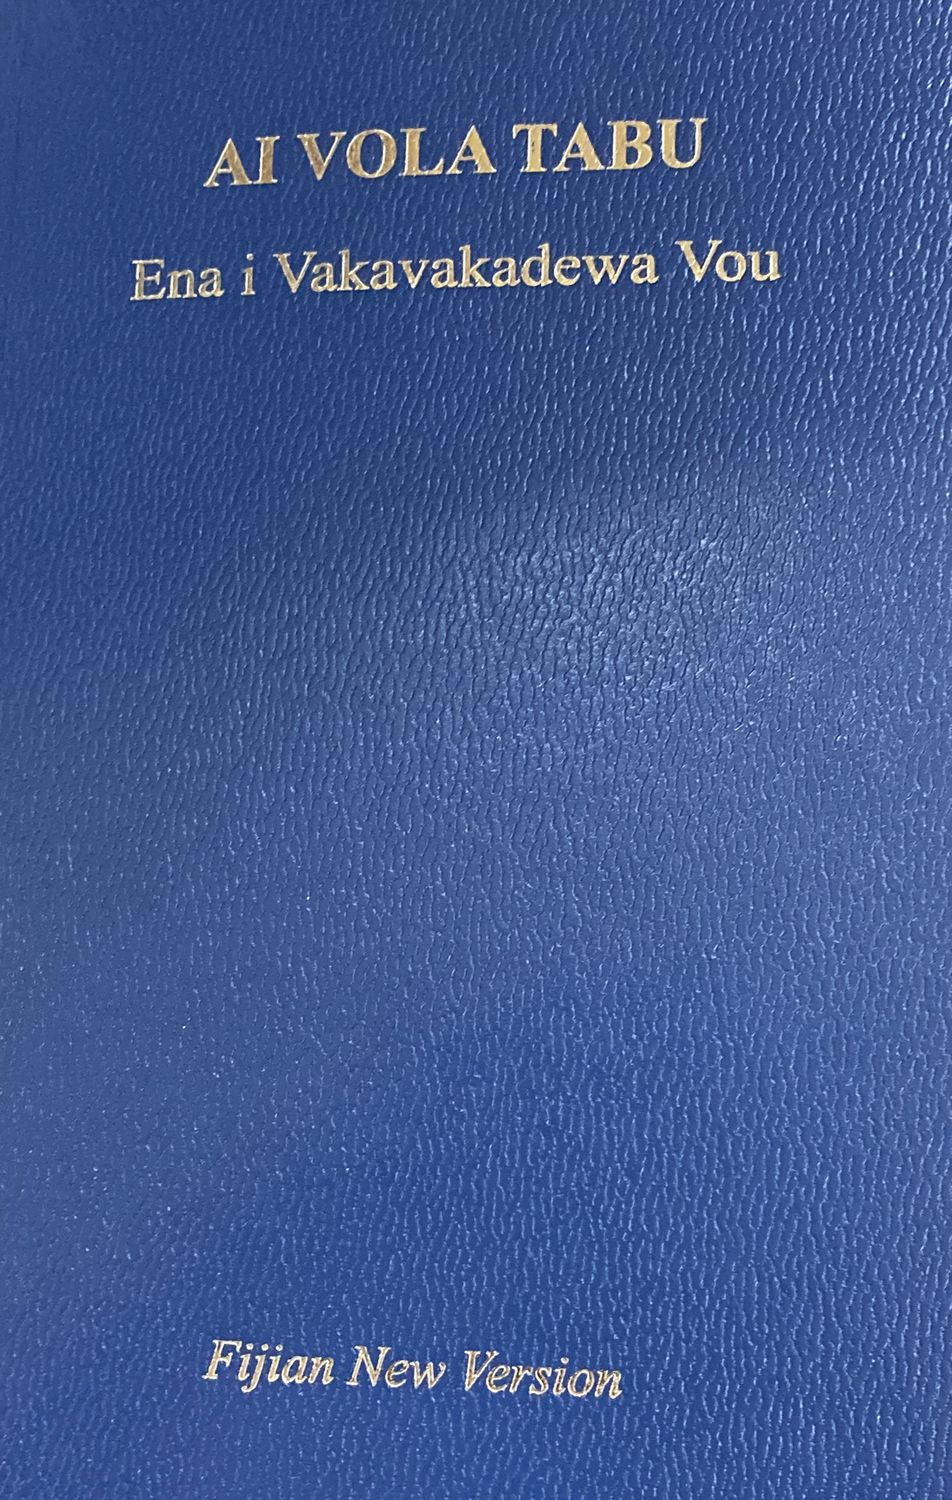 AI VOLA TABU
Ena i Vakavakadewa Vou
Fijian New Version